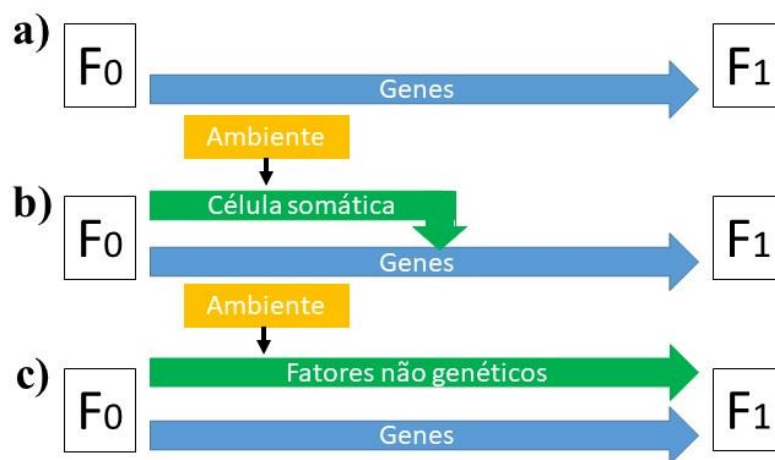 a)
F0
Genes
F1
Ambiente
b)
F0
Célula somática
Genes
F1
Ambiente
c)
F0
Fatores não genéticos
Genes
F1